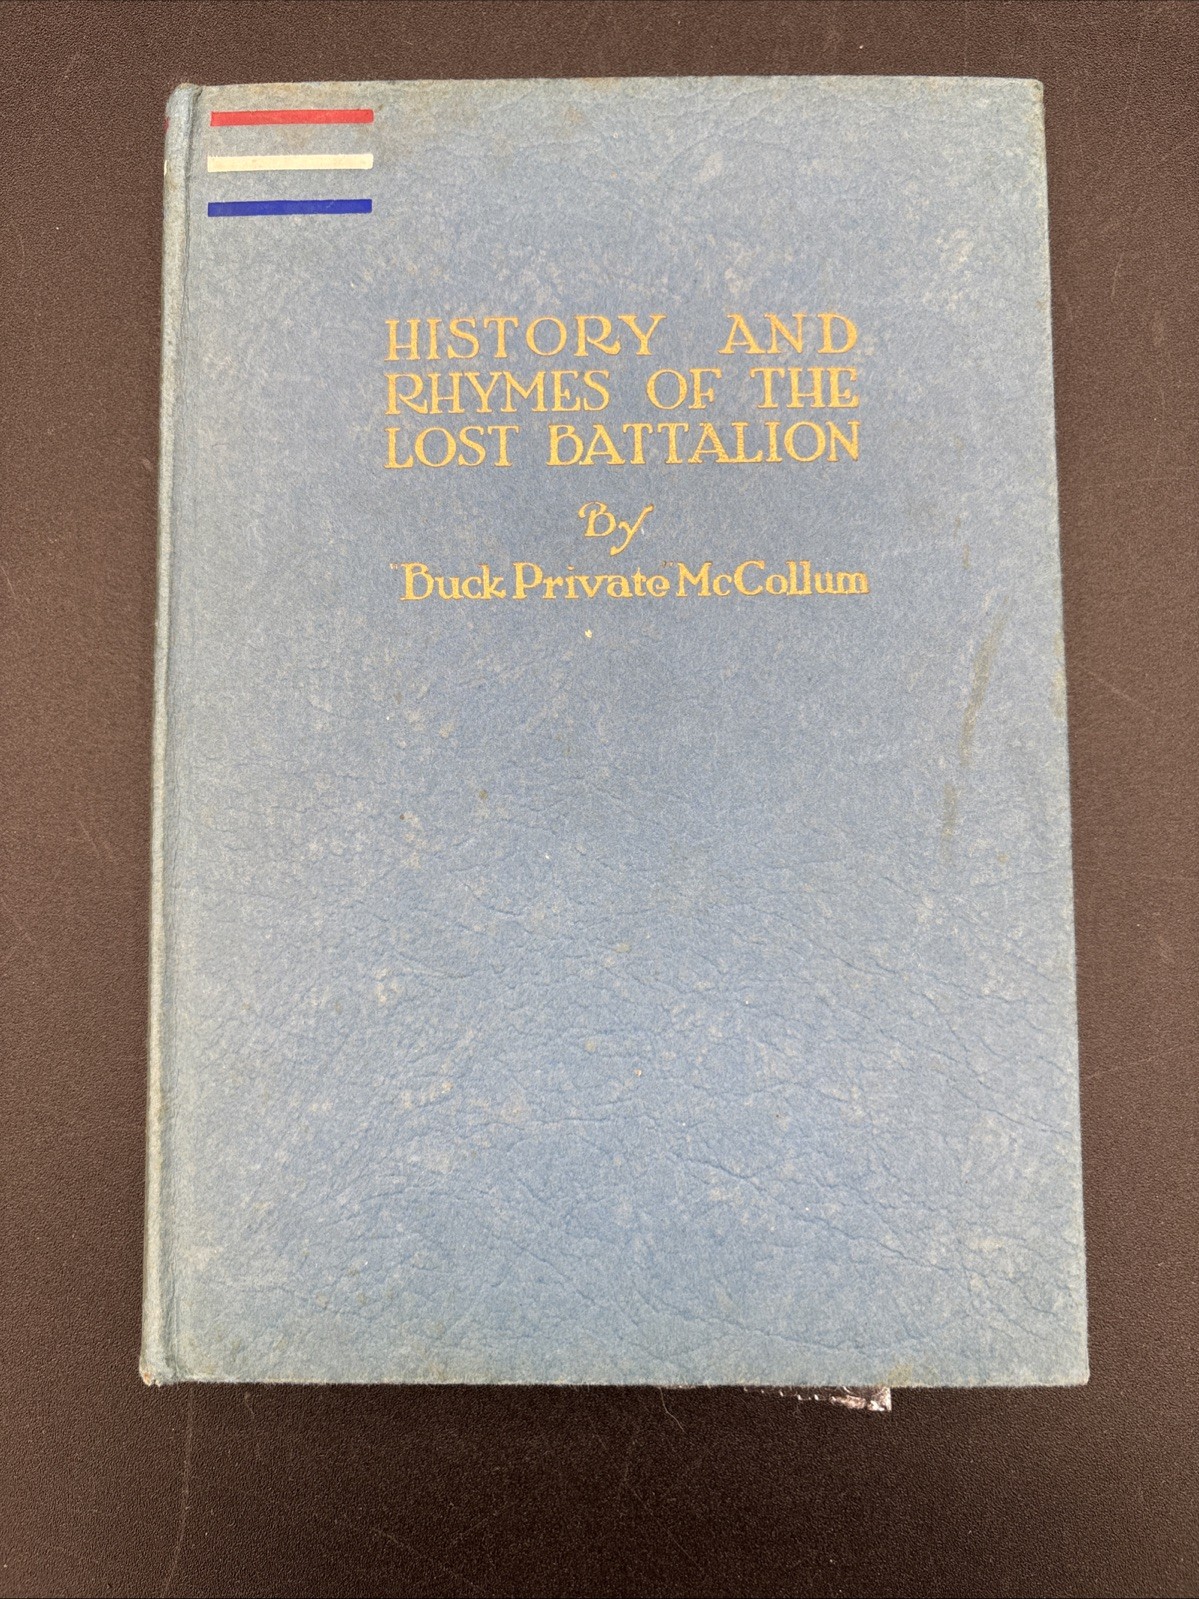 HISTORY AND
RHYMES OF THE
LOST BATTALION
By
"Buck Private" McCollum